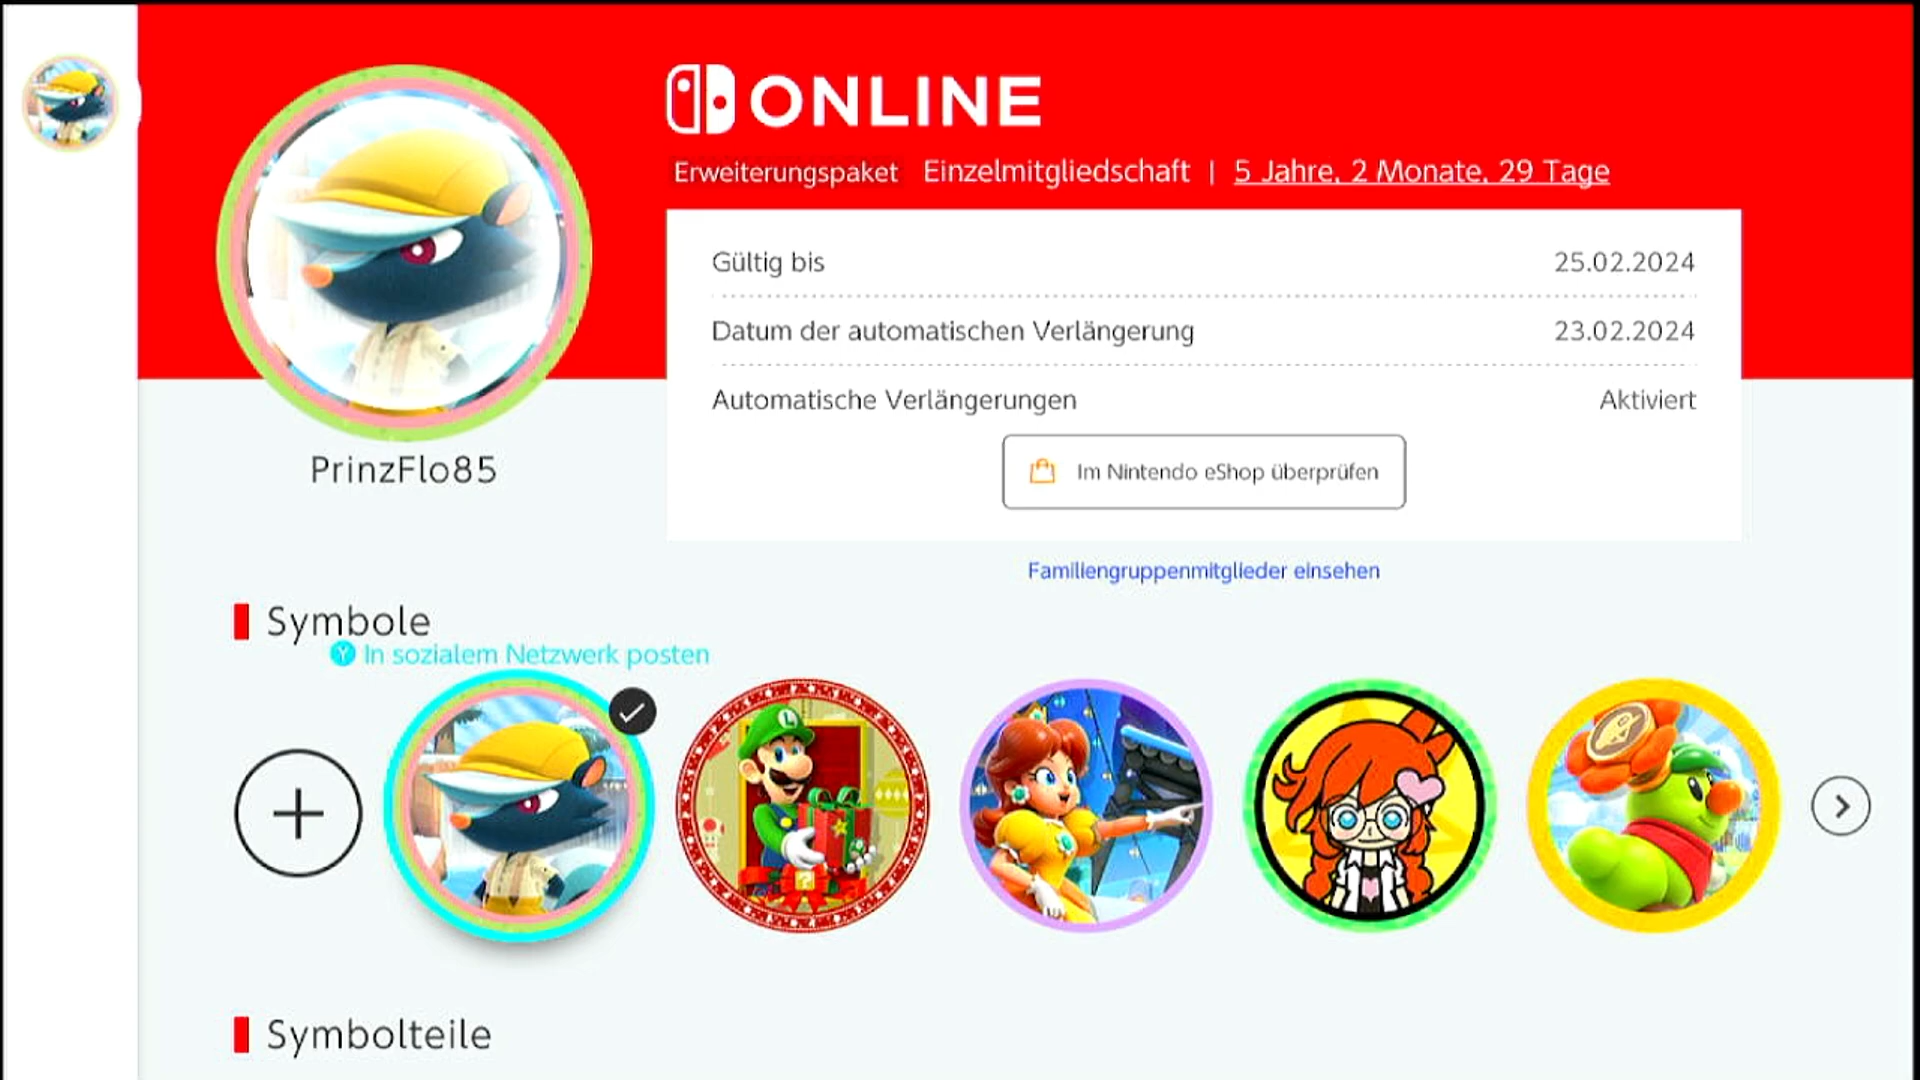 ONLINE
Erweiterungspaket Einzelmitgliedschaft | 5 Jahre, 2 Monate, 29 Tage
Gültig bis 25.02.2024
Datum der automatischen Verlängerung 23.02.2024
Automatische Verlängerungen Aktiviert
Im Nintendo eShop überprüfen
PrinzFlo85
Familiengruppenmitglieder einsehen
Symbole
Y In sozialem Netzwerk posten
L
Symbolteile